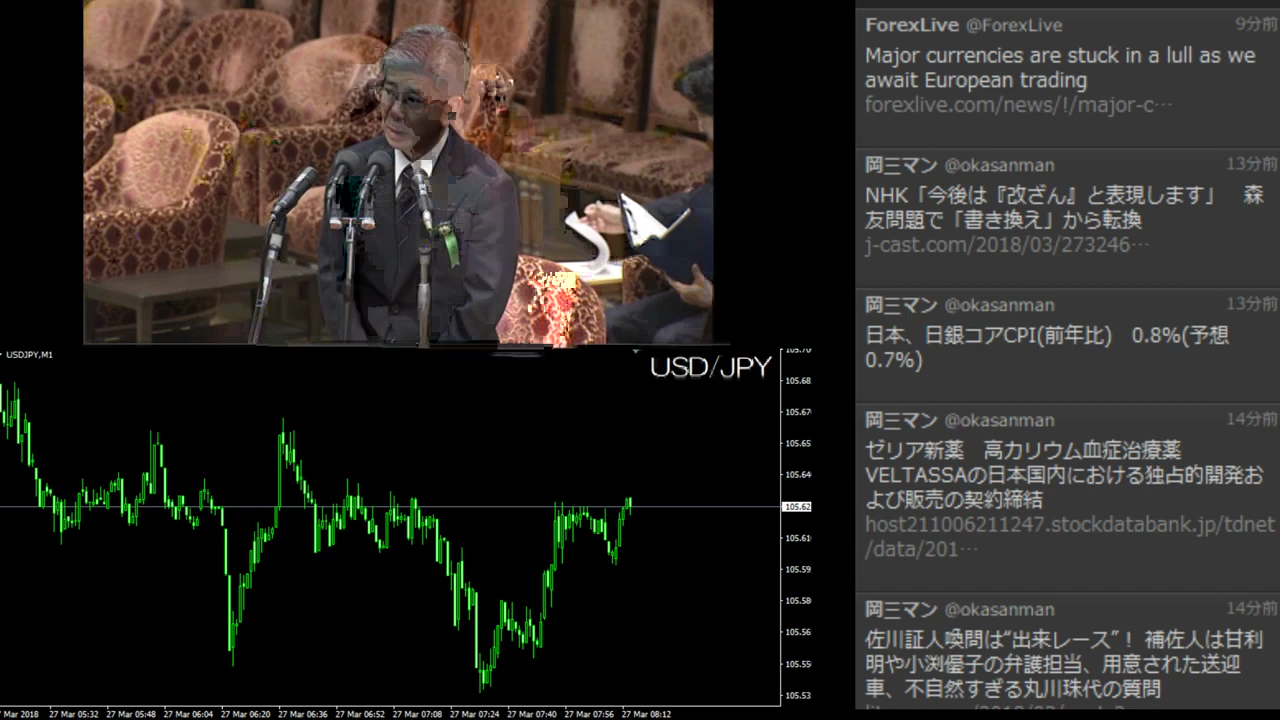 USDJPY,M1
USD/JPY
105.70
105.68
105.67
105.65
105.64
105.62
105.61
105.59
105.58
105.56
105.55
105.53
Mar 2018
27 Mar 05:32
27 Mar 05:48
27 Mar 06:04
27 Mar 06:20
27 Mar 06:36
27 Mar 06:52
27 Mar 07:08
27 Mar 07:24
27 Mar 07:40
27 Mar 07:56
27 Mar 08:12
ForexLive @ForexLive 9分前
Major currencies are stuck in a lull as we
await European trading
forexlive.com/news/!/major-c…
岡三マン @okasanman 13分前
NHK「今後は『改ざん』と表現します」 森
友問題で「書き換え」から転換
j-cast.com/2018/03/273246…
岡三マン @okasanman 13分前
日本、日銀コアCPI(前年比) 0.8%(予想
0.7%)
岡三マン @okasanman 14分前
ゼリア新薬 高カリウム血症治療薬
VELTASSAの日本国内における独占的開発お
よび販売の契約締結
host211006211247.stockdatabank.jp/tdnet
/data/201…
岡三マン @okasanman 14分前
佐川証人喚問は“出来レース”！ 補佐人は甘利
明や小渕優子の弁護担当、用意された送迎
車、不自然すぎる丸川珠代の質問